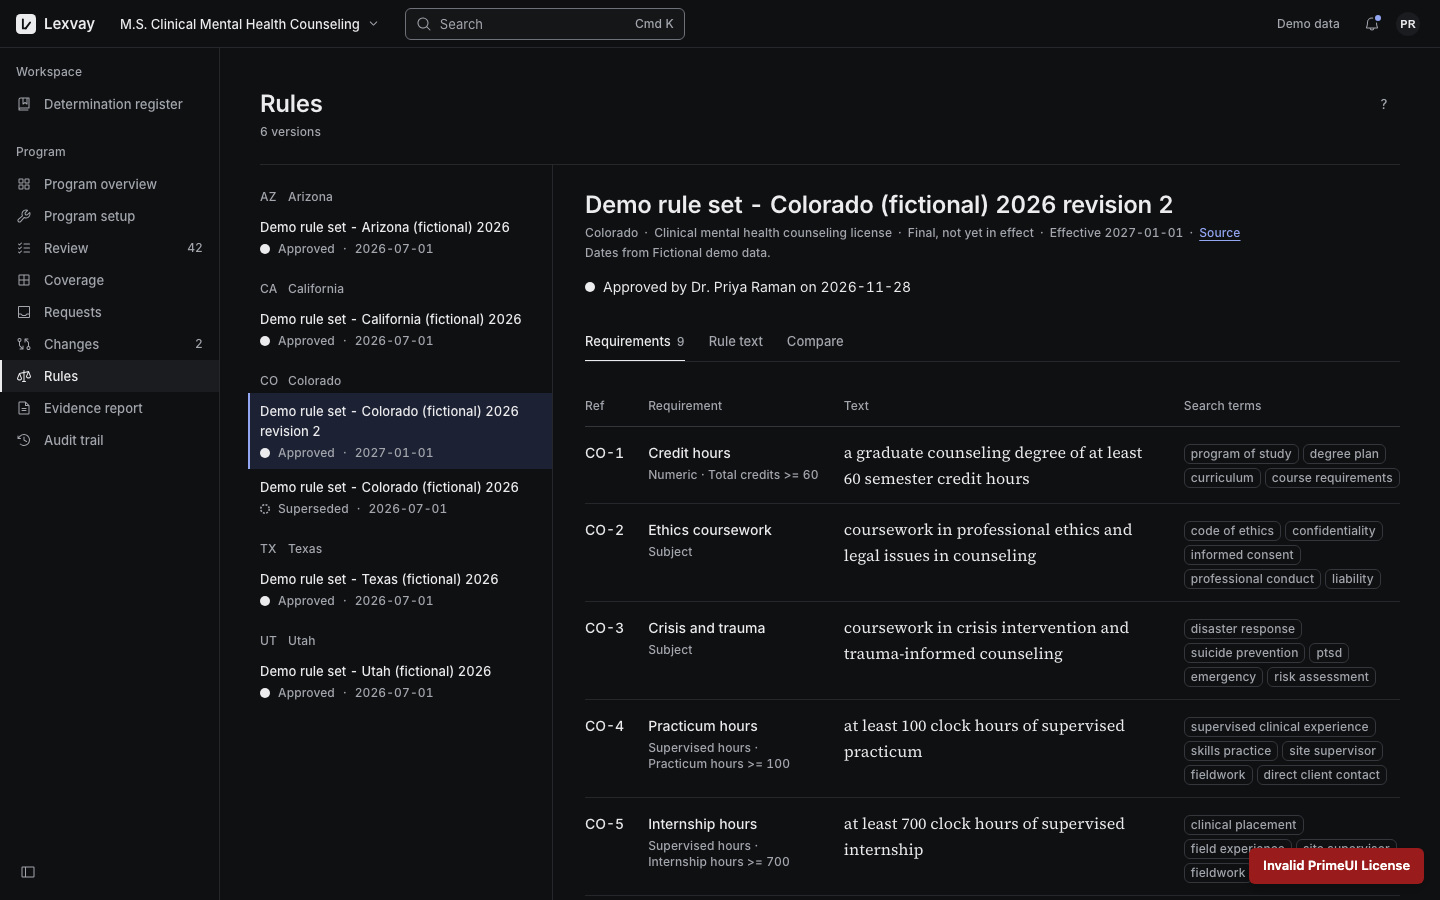 Lexvay
M.S. Clinical Mental Health Counseling
Search
Cmd K
Demo data
PR
Workspace
Determination register
Program
Program overview
Program setup
Review 42
Coverage
Requests
Changes 2
Rules
Evidence report
Audit trail
Rules
?
6 versions
AZ Arizona
Demo rule set - Arizona (fictional) 2026
Approved · 2026-07-01
CA California
Demo rule set - California (fictional) 2026
Approved · 2026-07-01
CO Colorado
Demo rule set - Colorado (fictional) 2026
revision 2
Approved · 2027-01-01
Demo rule set - Colorado (fictional) 2026
Superseded · 2026-07-01
TX Texas
Demo rule set - Texas (fictional) 2026
Approved · 2026-07-01
UT Utah
Demo rule set - Utah (fictional) 2026
Approved · 2026-07-01
Demo rule set - Colorado (fictional) 2026 revision 2
Colorado · Clinical mental health counseling license · Final, not yet in effect · Effective 2027-01-01 · Source
Dates from Fictional demo data.
Approved by Dr. Priya Raman on 2026-11-28
Requirements 9 Rule text Compare
Ref Requirement Text Search terms
CO-1 Credit hours
Numeric · Total credits >= 60
a graduate counseling degree of at least
60 semester credit hours
program of study degree plan
curriculum course requirements
CO-2 Ethics coursework
Subject
coursework in professional ethics and
legal issues in counseling
code of ethics confidentiality
informed consent
professional conduct liability
CO-3 Crisis and trauma
Subject
coursework in crisis intervention and
trauma-informed counseling
disaster response
suicide prevention ptsd
emergency risk assessment
CO-4 Practicum hours
Supervised hours ·
Practicum hours >= 100
at least 100 clock hours of supervised
practicum
supervised clinical experience
skills practice site supervisor
fieldwork direct client contact
CO-5 Internship hours
Supervised hours ·
Internship hours >= 700
at least 700 clock hours of supervised
internship
clinical placement
field experience site supervisor
fieldwork
Invalid PrimeUI License